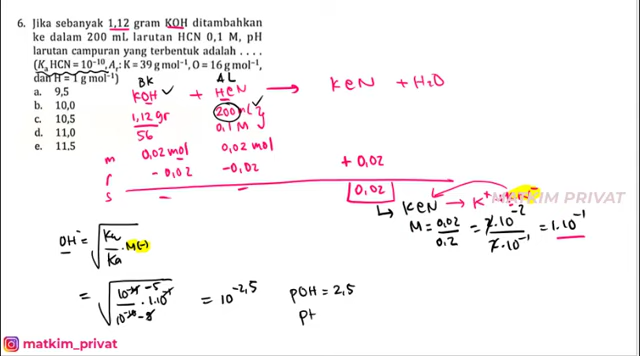 6. Jika sebanyak 1,12 gram KOH ditambahkan
ke dalam 200 mL larutan HCN 0,1 M, pH
larutan campuran yang terbentuk adalah . . . .
(Ka HCN = 10⁻¹⁰, Ar: K = 39 g mol⁻¹, O = 16 g mol⁻¹,
dan H = 1 g mol⁻¹)
a. 9,5
b. 10,0
c. 10,5
d. 11,0
e. 11,5
BK AL
KOH ✓ + HCN ✓ → KCN + H₂O
1,12 gr 200 mL
56 0,1 M
m 0,02 mol 0,02 mol
r -0,02 -0,02 +0,02
s - - 0,02
↳ KCN → K⁺
M = 0,02 = 2.10⁻² = 1.10⁻¹
0,2 2.10⁻¹
MATKIM PRIVAT
OH⁻ = √ Kw . M(-)
Ka
= √ 10⁻¹⁴ ⁻⁵ . 1.10⁻¹ = 10⁻²,⁵ pOH = 2,5
10⁻¹⁰
pH
matkim_privat